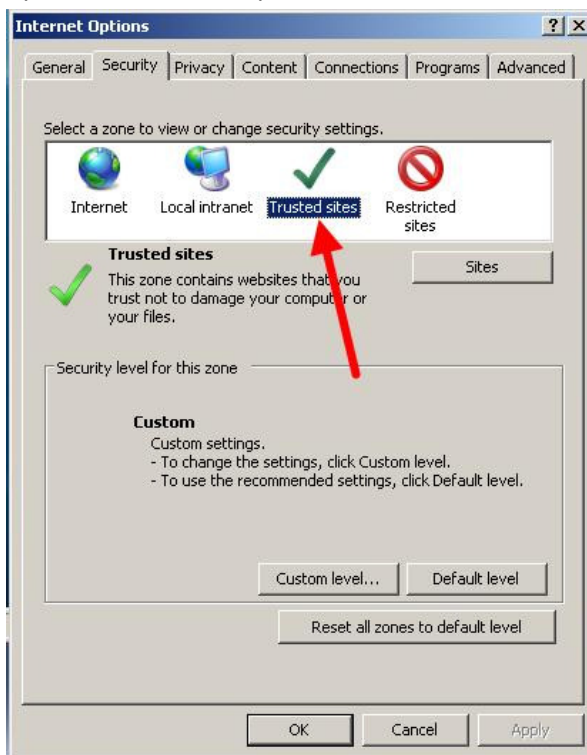 Internet Options
General Security Privacy Content Connections Programs Advanced
Select a zone to view or change security settings.
Internet Local intranet Trusted sites Restricted sites
Trusted sites
This zone contains websites that you
trust not to damage your computer or
your files.
Sites
Security level for this zone
Custom
Custom settings.
- To change the settings, click Custom level.
- To use the recommended settings, click Default level.
Custom level... Default level
Reset all zones to default level
OK Cancel Apply